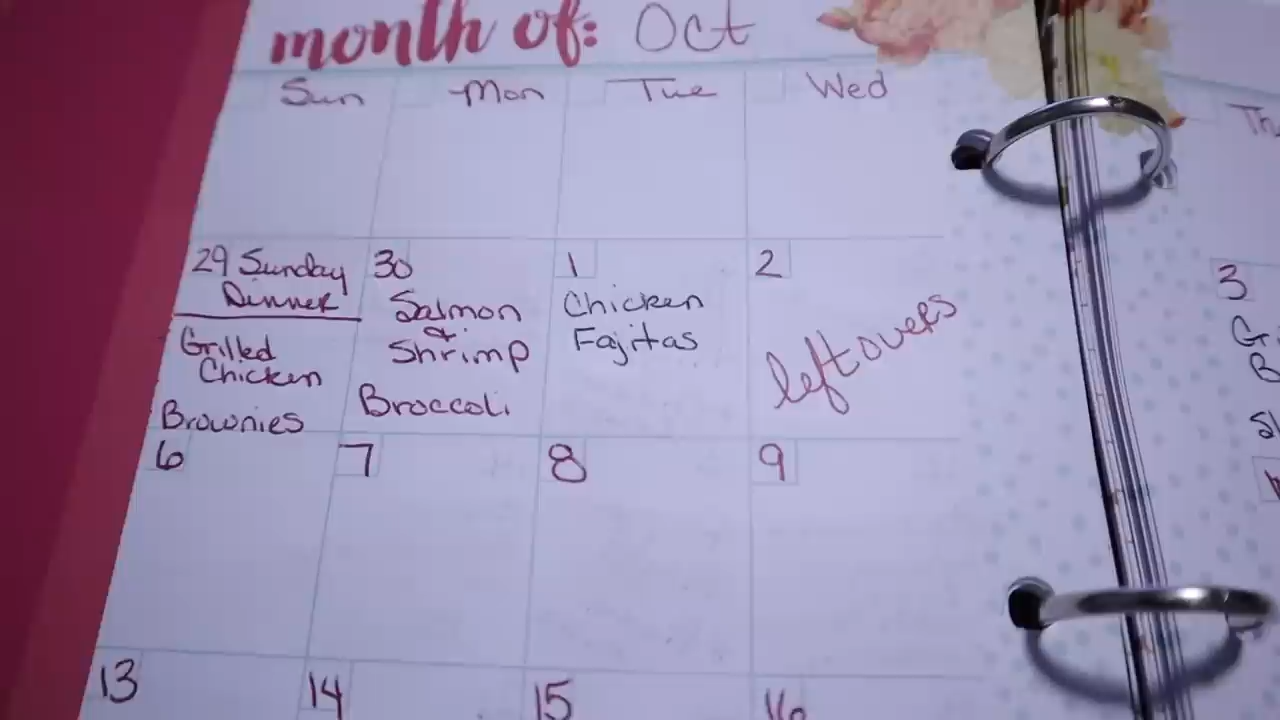 month of: Oct
Sun Mon Tue Wed
29 Sunday
Dinner
Grilled
Chicken
Brownies
30
Salmon
&
Shrimp
Broccoli
1
Chicken
Fajitas
2
leftovers
3
6
7
8
9
13
14
15
16